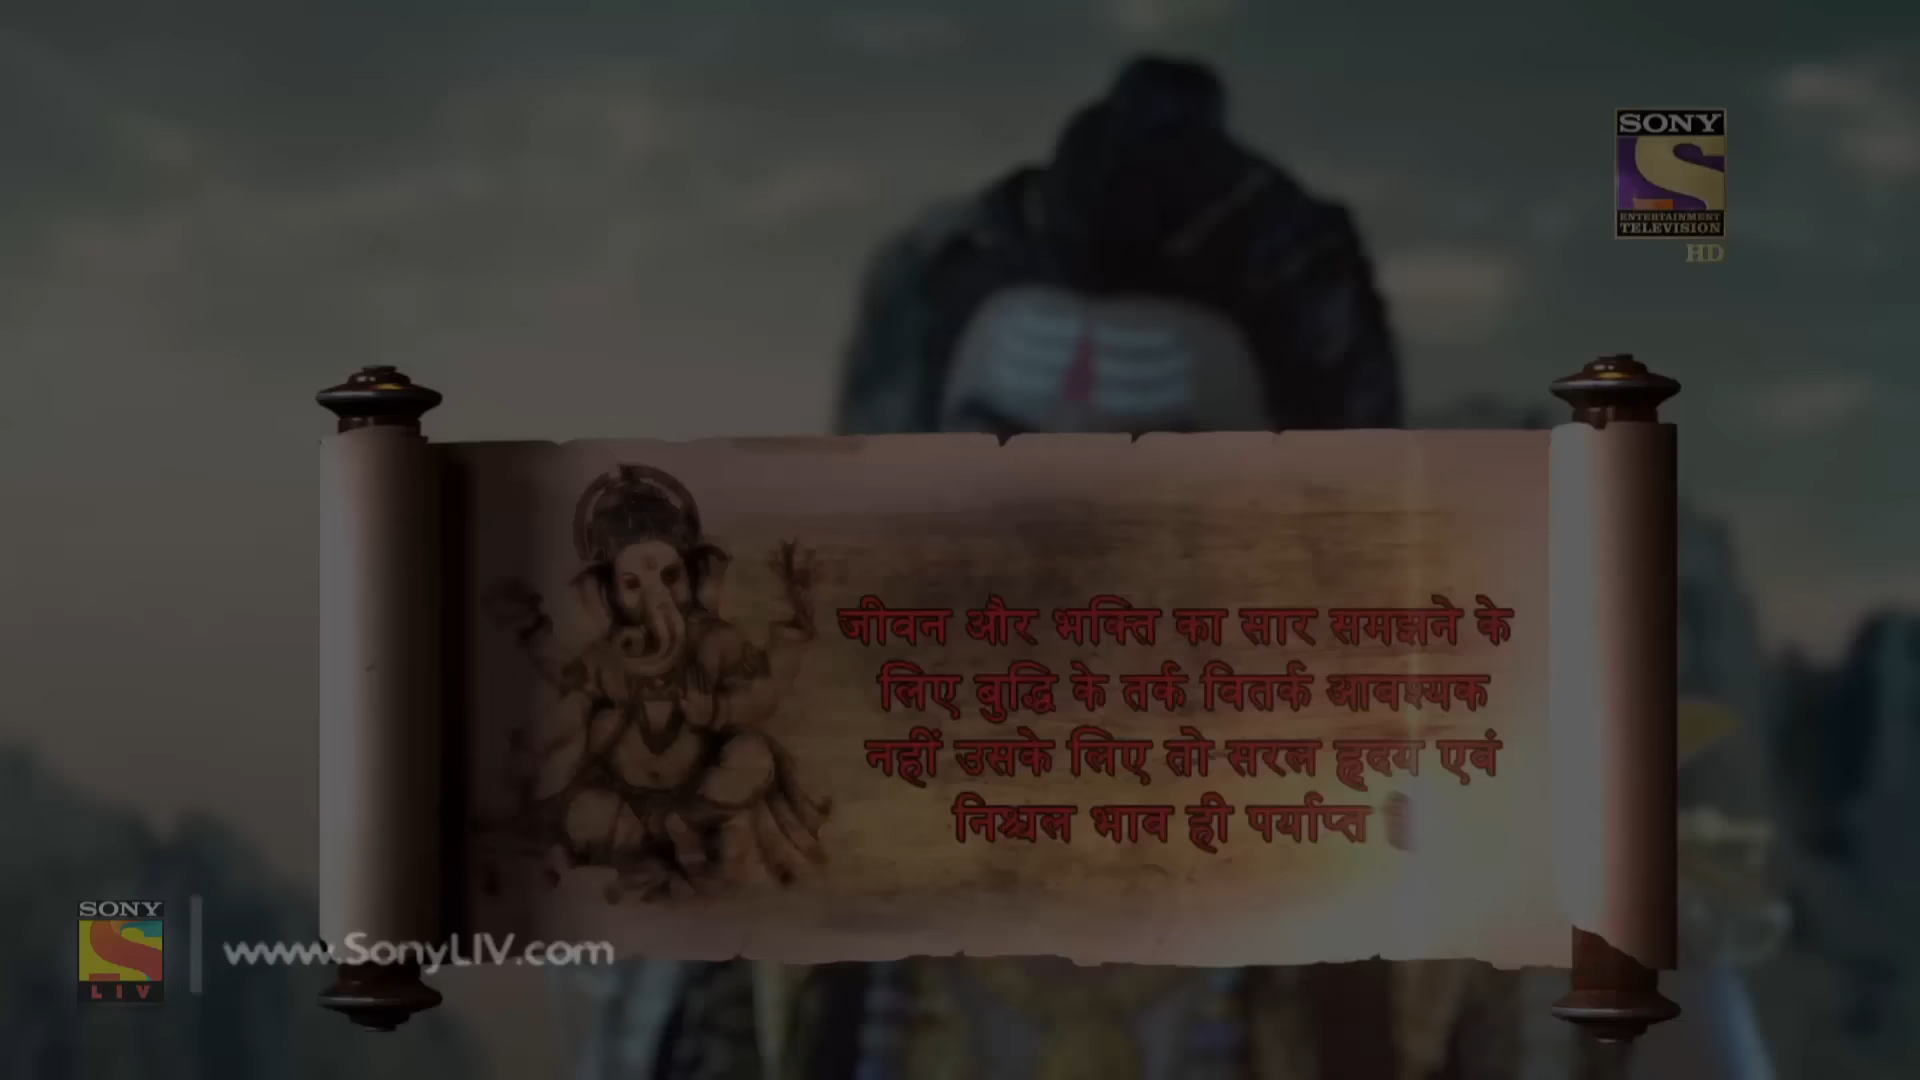 SONY
ENTERTAINMENT
TELEVISION
HD
जीवन और भक्ति का सार समझने के
लिए बुद्धि के तर्क वितर्क आवश्यक
नहीं उसके लिए तो सरल हृदय एवं
निश्चल भाव ही पर्याप्त
SONY
LIV
www.SonyLIV.com